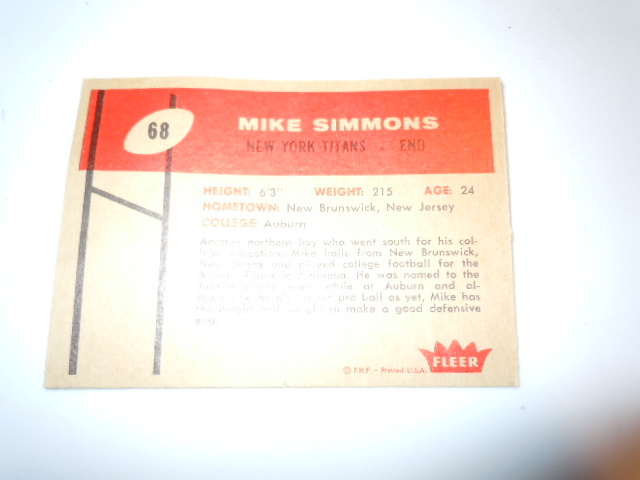 68
MIKE SIMMONS
NEW YORK TITANS - END
HEIGHT: 6'3" WEIGHT: 215 AGE: 24
HOMETOWN: New Brunswick, New Jersey
COLLEGE: Auburn
Another northern boy who went south for his col-
education, Mike hails from New Brunswick,
New Jersey and played college football for the
He was named to the
while at Auburn and al-
pro ball as yet, Mike has
the height and weight to make a good defensive
end.
FLEER
© F.H.F. - Printed U.S.A.